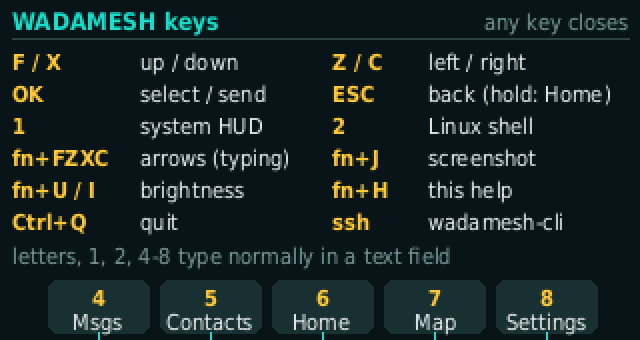 WADAMESH keys any key closes
F / X up / down Z / C left / right
OK select / send ESC back (hold: Home)
1 system HUD 2 Linux shell
fn+FZXC arrows (typing) fn+J screenshot
fn+U / I brightness fn+H this help
Ctrl+Q quit ssh wadamesh-cli
letters, 1, 2, 4-8 type normally in a text field
4 5 6 7 8
Msgs Contacts Home Map Settings